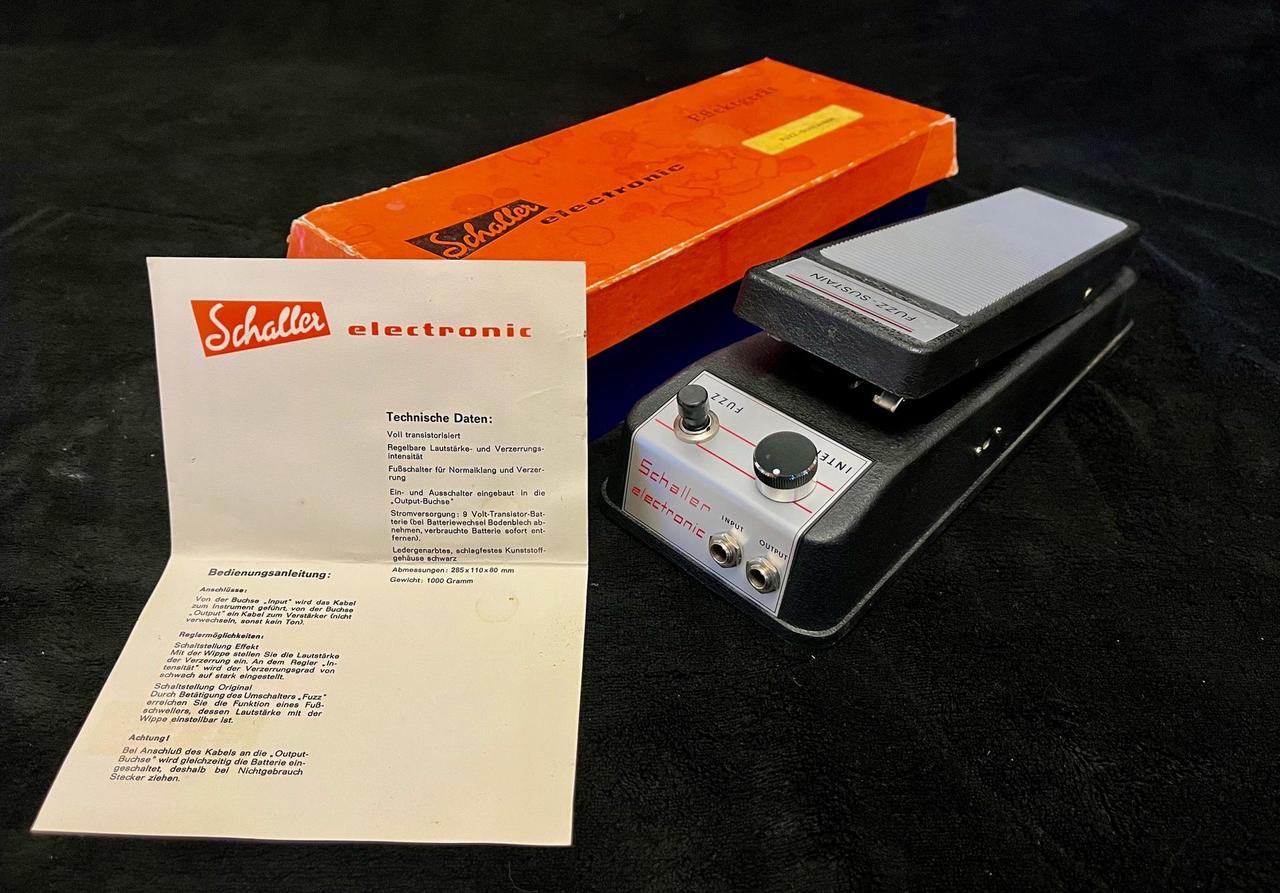 Effektgerät
FUZZ-SUSTAIN
Schaller electronic
Schaller electronic
Technische Daten:
Voll transistorisiert
Regelbare Lautstärke- und Verzerrungs-
intensität
Fußschalter für Normalklang und Verzer-
rung
Ein- und Ausschalter eingebaut in die
„Output-Buchse"
Stromversorgung: 9 Volt-Transistor-Bat-
terie (bei Batteriewechsel Bodenblech ab-
nehmen, verbrauchte Batterie sofort ent-
fernen).
Ledergenarbtes, schlagfestes Kunststoff-
gehäuse schwarz
Abmessungen: 285x110x80 mm
Gewicht: 1000 Gramm
Bedienungsanleitung:
Anschlüsse:
Von der Buchse „Input" wird das Kabel
zum Instrument geführt, von der Buchse
„Output" ein Kabel zum Verstärker (nicht
verwechseln, sonst kein Ton).
Reglermöglichkeiten:
Schaltstellung Effekt
Mit der Wippe stellen Sie die Lautstärke
der Verzerrung ein. An dem Regler „In-
tensität" wird der Verzerrungsgrad von
schwach auf stark eingestellt.
Schaltstellung Original
Durch Betätigung des Umschalters „Fuzz"
erreichen Sie die Funktion eines Fuß-
schwellers, dessen Lautstärke mit der
Wippe einstellbar ist.
Achtung!
Bei Anschluß des Kabels an die „Output-
Buchse" wird gleichzeitig die Batterie ein-
geschaltet, deshalb bei Nichtgebrauch
Stecker ziehen.
FUZZ
Schaller
electronic
INPUT
OUTPUT